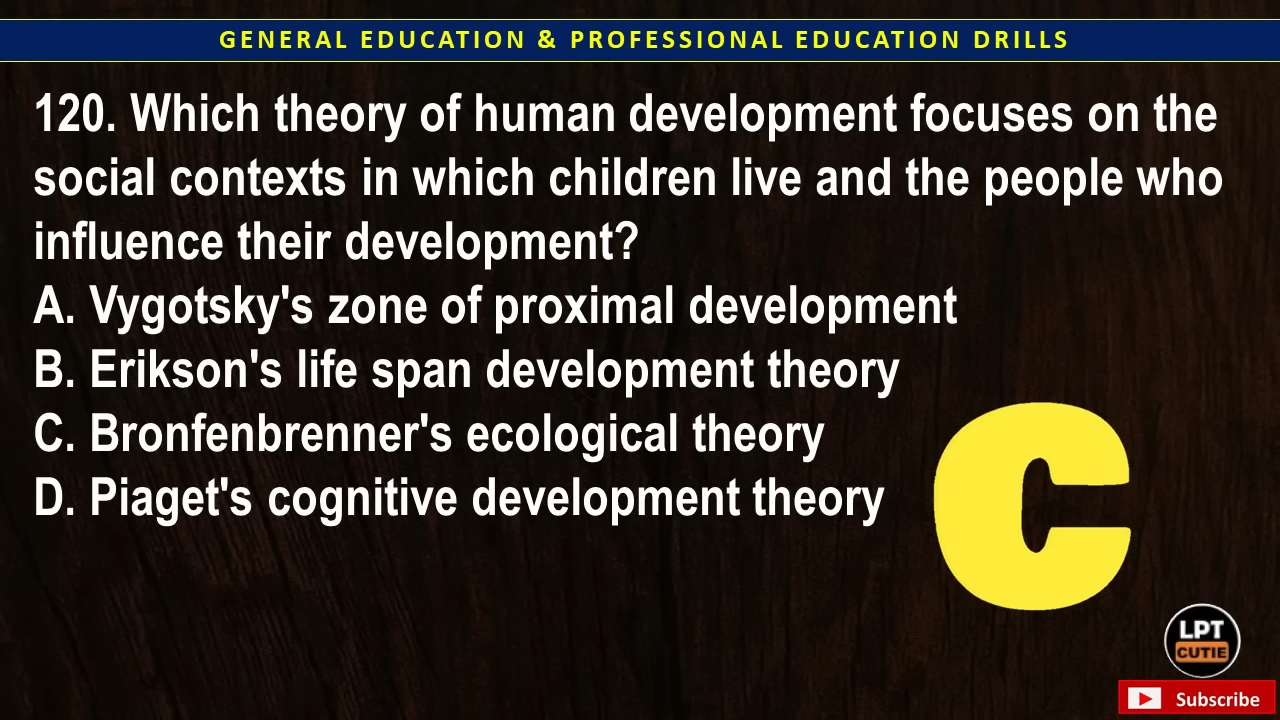 GENERAL EDUCATION & PROFESSIONAL EDUCATION DRILLS
120. Which theory of human development focuses on the
social contexts in which children live and the people who
influence their development?
A. Vygotsky's zone of proximal development
B. Erikson's life span development theory
C. Bronfenbrenner's ecological theory
D. Piaget's cognitive development theory
C
LPT
CUTIE
Subscribe